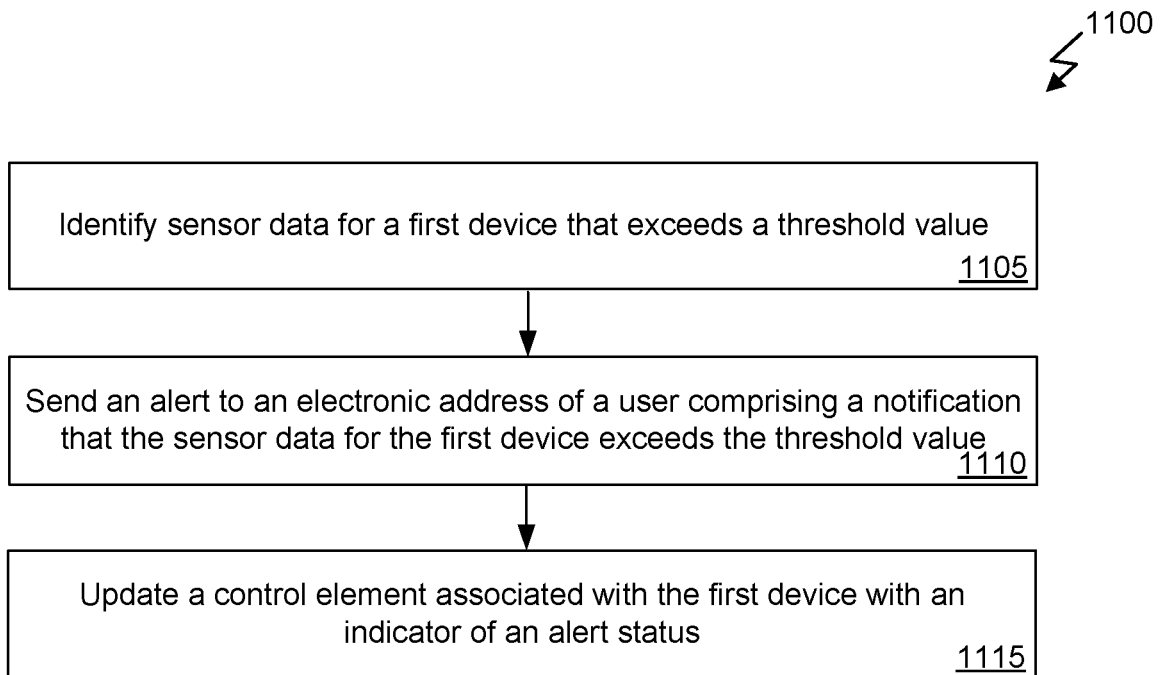 1100
Identify sensor data for a first device that exceeds a threshold value
1105
Send an alert to an electronic address of a user comprising a notification
that the sensor data for the first device exceeds the threshold value
1110
Update a control element associated with the first device with an
indicator of an alert status
1115